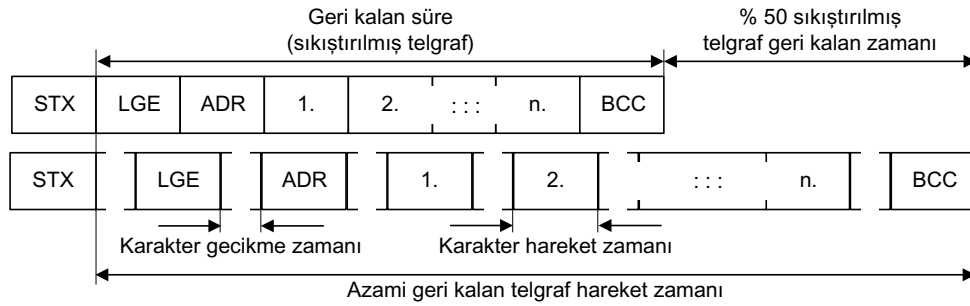 Geri kalan süre
(sıkıştırılmış telgraf)
% 50 sıkıştırılmış
telgraf geri kalan zamanı
STX LGE ADR 1. 2. : : : n. BCC
STX LGE ADR 1. 2. : : : n. BCC
Karakter gecikme zamanı
Karakter hareket zamanı
Azami geri kalan telgraf hareket zamanı